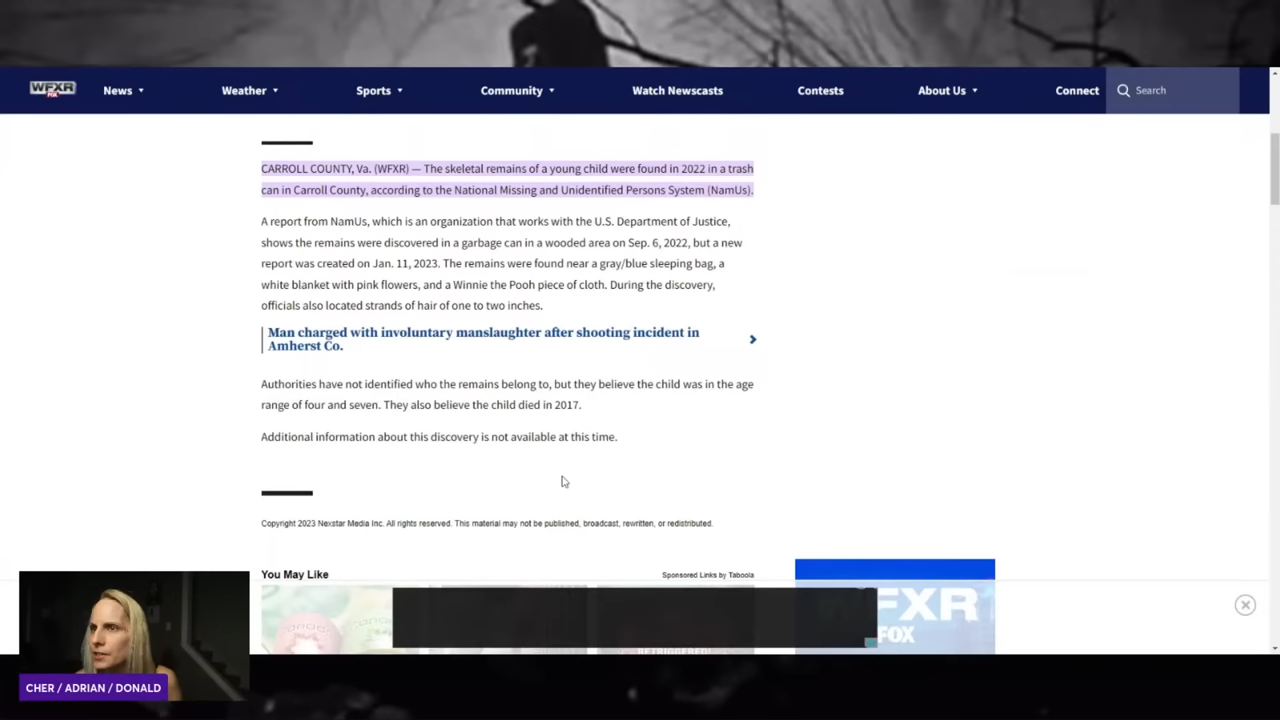 WFXR
FOX
News
Weather
Sports
Community
Watch Newscasts
Contests
About Us
Connect
Search
CARROLL COUNTY, Va. (WFXR) — The skeletal remains of a young child were found in 2022 in a trash
can in Carroll County, according to the National Missing and Unidentified Persons System (NamUs).
A report from NamUs, which is an organization that works with the U.S. Department of Justice,
shows the remains were discovered in a garbage can in a wooded area on Sep. 6, 2022, but a new
report was created on Jan. 11, 2023. The remains were found near a gray/blue sleeping bag, a
white blanket with pink flowers, and a Winnie the Pooh piece of cloth. During the discovery,
officials also located strands of hair of one to two inches.
Man charged with involuntary manslaughter after shooting incident in
Amherst Co.
Authorities have not identified who the remains belong to, but they believe the child was in the age
range of four and seven. They also believe the child died in 2017.
Additional information about this discovery is not available at this time.
Copyright 2023 Nexstar Media Inc. All rights reserved. This material may not be published, broadcast, rewritten, or redistributed.
You May Like
Sponsored Links by Taboola
FXR
FOX
CHER / ADRIAN / DONALD